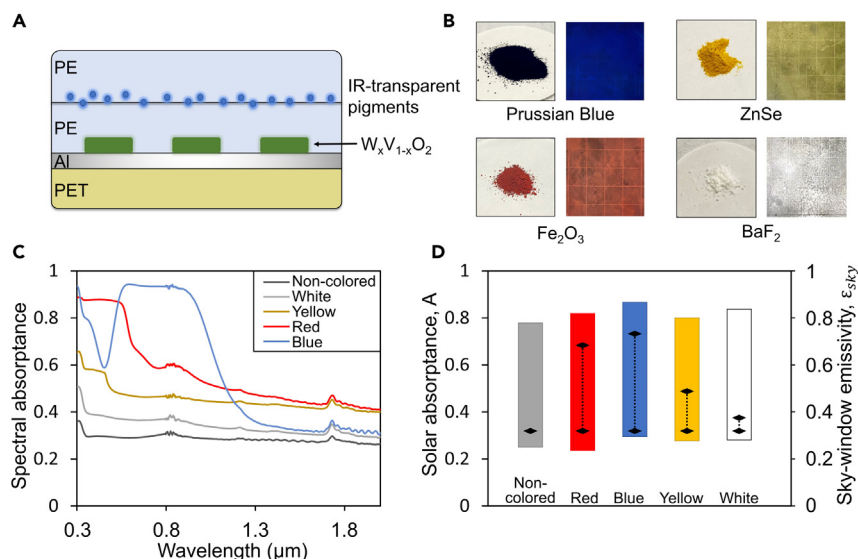 A
PE
PE
Al
PET
IR-transparent
pigments
WₓV₁₋ₓO₂
B
Prussian Blue
ZnSe
Fe₂O₃
BaF₂
C
Spectral absorptance
1
0.8
0.6
0.4
0.2
0
0.3
0.8
1.3
1.8
Wavelength (μm)
Non-colored
White
Yellow
Red
Blue
D
Solar absorptance, A
1
0.8
0.6
0.4
0.2
0
Non-
colored
Red
Blue
Yellow
White
1
0.8
0.6
0.4
0.2
0
Sky-window emissivity, ε_sky